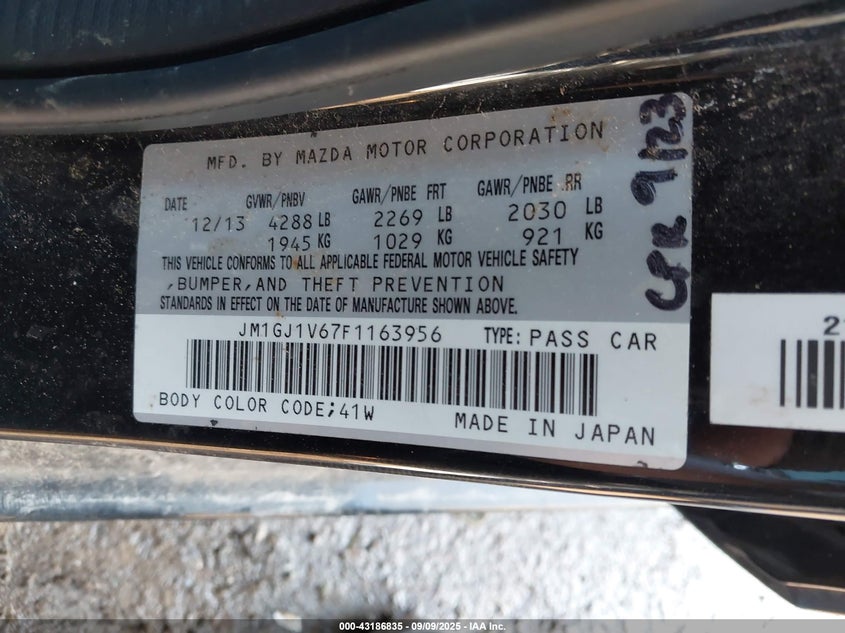 MFD. BY MAZDA MOTOR CORPORATION
DATE GVWR/PNBV GAWR/PNBE FRT GAWR/PNBE RR
12/13 4288 LB 2269 LB 2030 LB
1945 KG 1029 KG 921 KG
THIS VEHICLE CONFORMS TO ALL APPLICABLE FEDERAL MOTOR VEHICLE SAFETY
,BUMPER,AND THEFT PREVENTION
STANDARDS IN EFFECT ON THE DATE OF MANUFACTURE SHOWN ABOVE.
JM1GJ1V67F1163956 TYPE: PASS CAR
BODY COLOR CODE;41W
MADE IN JAPAN
9/23
000-43186835 - 09/09/2025 - IAA Inc.